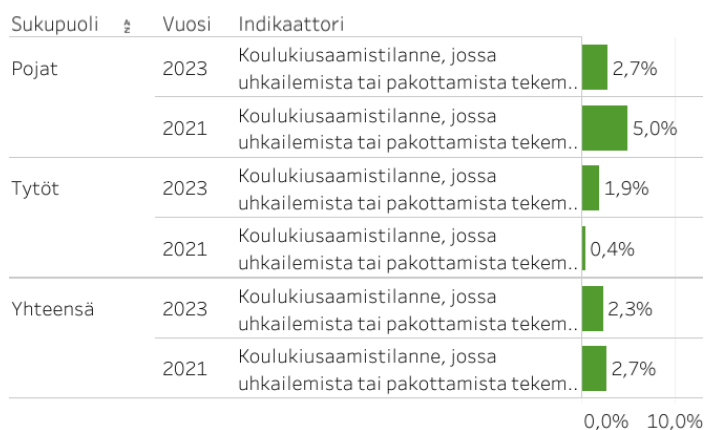 Sukupuoli Vuosi Indikaattori
Pojat 2023 Koulukiusaamistilanne, jossa
uhkailemista tai pakottamista tekem.. 2,7%
2021 Koulukiusaamistilanne, jossa
uhkailemista tai pakottamista tekem.. 5,0%
Tytöt 2023 Koulukiusaamistilanne, jossa
uhkailemista tai pakottamista tekem.. 1,9%
2021 Koulukiusaamistilanne, jossa
uhkailemista tai pakottamista tekem.. 0,4%
Yhteensä 2023 Koulukiusaamistilanne, jossa
uhkailemista tai pakottamista tekem.. 2,3%
2021 Koulukiusaamistilanne, jossa
uhkailemista tai pakottamista tekem.. 2,7%
0,0% 10,0%